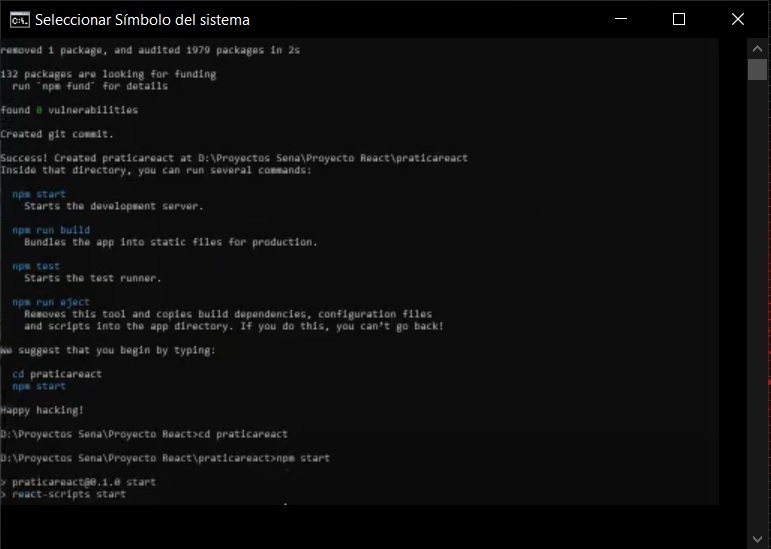 Seleccionar Símbolo del sistema
removed 1 package, and audited 1979 packages in 2s
132 packages are looking for funding
run `npm fund` for details
found 0 vulnerabilities
Created git commit.
Success! Created praticareact at D:\Proyectos Sena\Proyecto React\praticareact
Inside that directory, you can run several commands:
npm start
Starts the development server.
npm run build
Bundles the app into static files for production.
npm test
Starts the test runner.
npm run eject
Removes this tool and copies build dependencies, configuration files
and scripts into the app directory. If you do this, you can't go back!
We suggest that you begin by typing:
cd praticareact
npm start
Happy hacking!
D:\Proyectos Sena\Proyecto React>cd praticareact
D:\Proyectos Sena\Proyecto React\praticareact>npm start
> praticareact@0.1.0 start
> react-scripts start